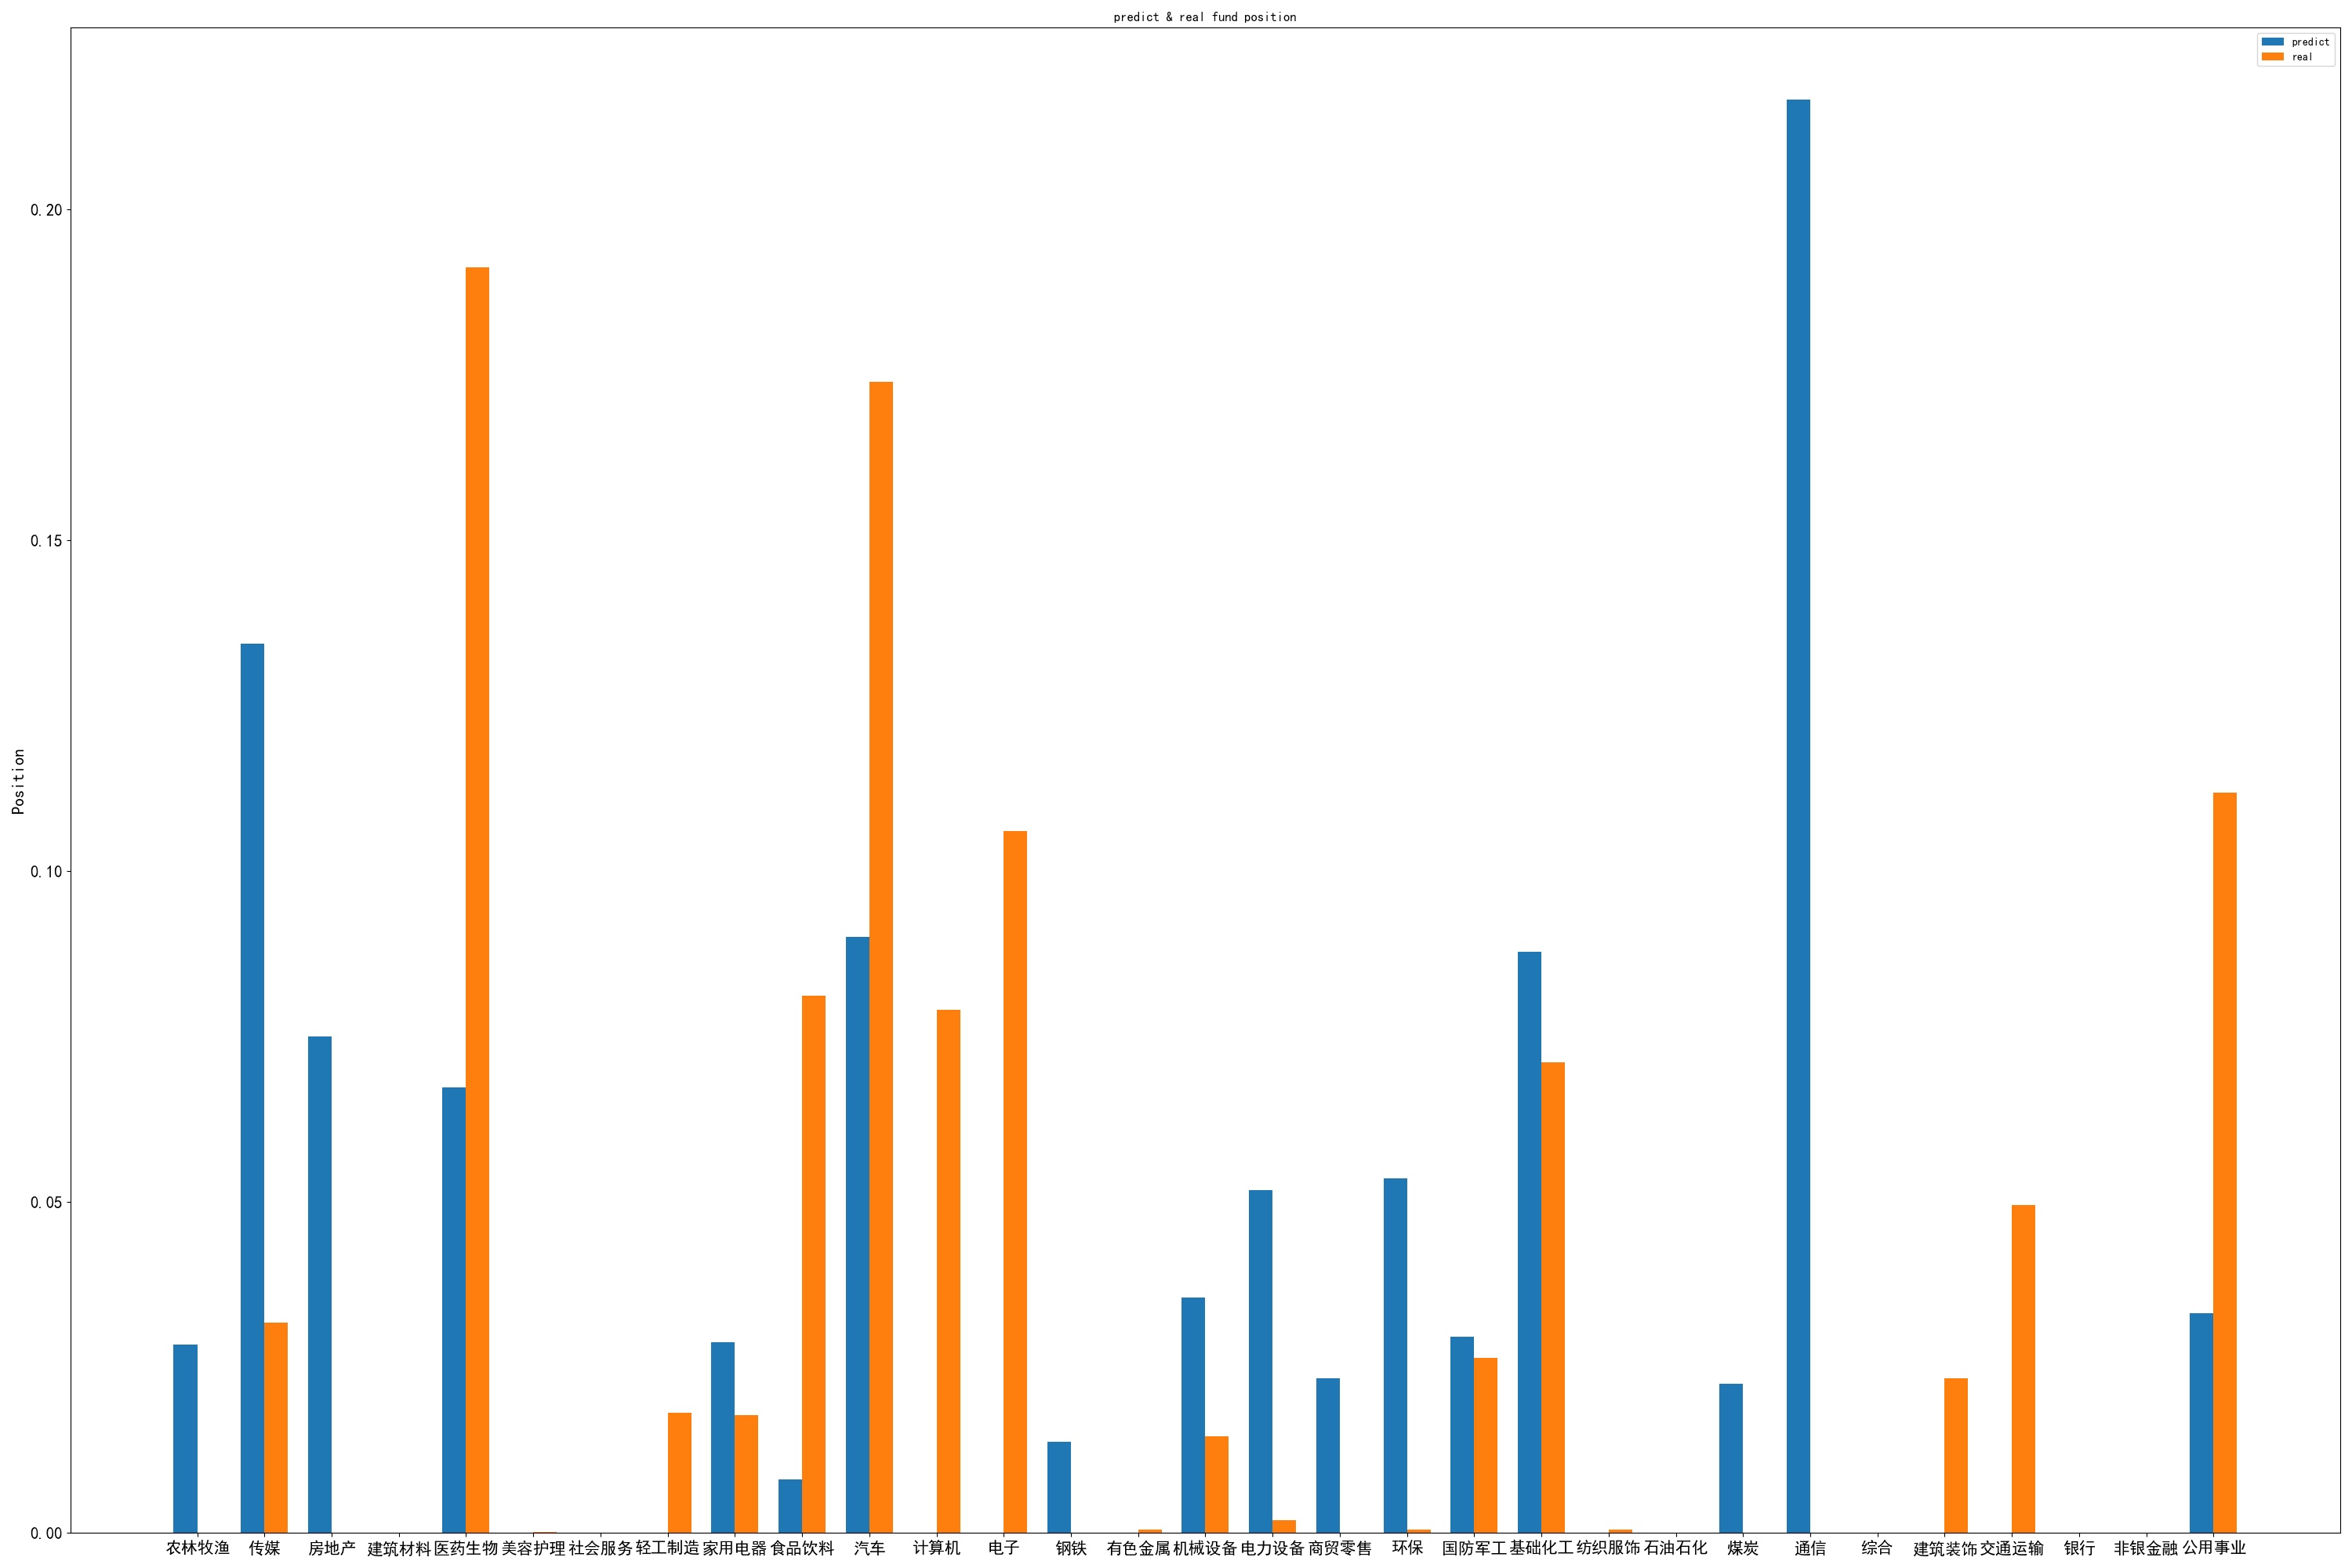 predict & real fund position
predict
real
Position
0.20
0.15
0.10
0.05
0.00
农林牧渔 传媒 房地产 建筑材料 医药生物 美容护理 社会服务 轻工制造 家用电器 食品饮料 汽车 计算机 电子 钢铁 有色金属 机械设备 电力设备 商贸零售 环保 国防军工 基础化工 纺织服饰 石油石化 煤炭 通信 综合 建筑装饰 交通运输 银行 非银金融 公用事业